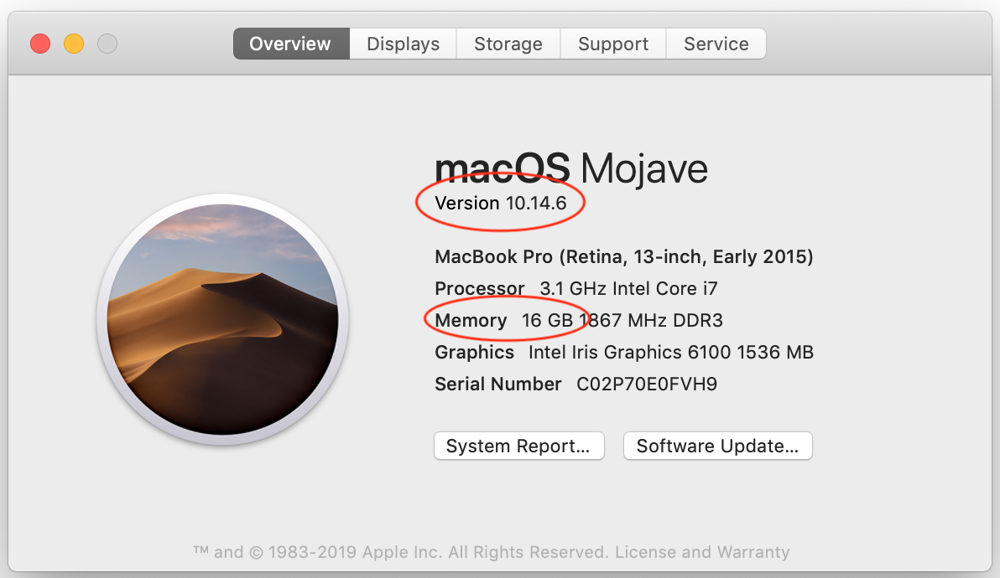 Overview Displays Storage Support Service
macOS Mojave
Version 10.14.6
MacBook Pro (Retina, 13-inch, Early 2015)
Processor 3.1 GHz Intel Core i7
Memory 16 GB 1867 MHz DDR3
Graphics Intel Iris Graphics 6100 1536 MB
Serial Number C02P70E0FVH9
System Report... Software Update...
™ and © 1983-2019 Apple Inc. All Rights Reserved. License and Warranty